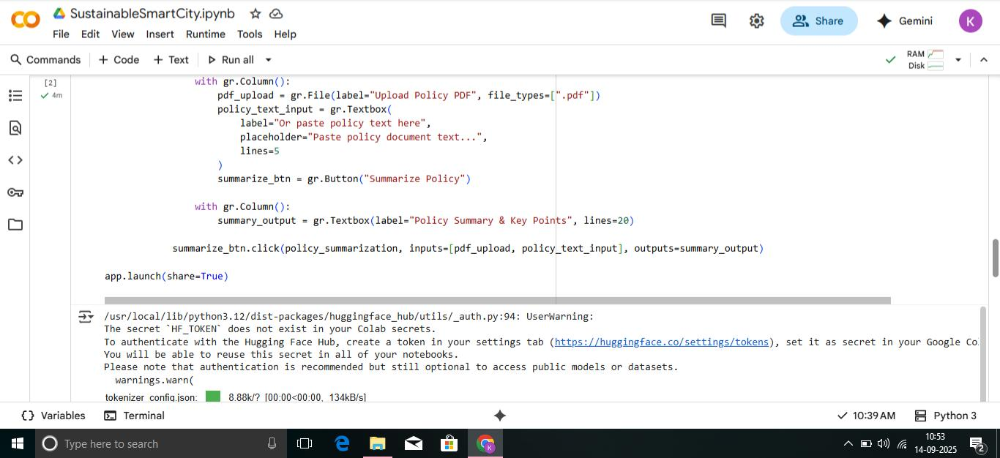 SustainableSmartCity.ipynb
File Edit View Insert Runtime Tools Help
Share
Gemini
K
Commands + Code + Text Run all
RAM
Disk
[2]
4m
with gr.Column():
pdf_upload = gr.File(label="Upload Policy PDF", file_types=[".pdf"])
policy_text_input = gr.Textbox(
label="Or paste policy text here",
placeholder="Paste policy document text...",
lines=5
)
summarize_btn = gr.Button("Summarize Policy")
with gr.Column():
summary_output = gr.Textbox(label="Policy Summary & Key Points", lines=20)
summarize_btn.click(policy_summarization, inputs=[pdf_upload, policy_text_input], outputs=summary_output)
app.launch(share=True)
/usr/local/lib/python3.12/dist-packages/huggingface_hub/utils/_auth.py:94: UserWarning:
The secret `HF_TOKEN` does not exist in your Colab secrets.
To authenticate with the Hugging Face Hub, create a token in your settings tab (https://huggingface.co/settings/tokens), set it as secret in your Google Co
You will be able to reuse this secret in all of your notebooks.
Please note that authentication is recommended but still optional to access public models or datasets.
warnings.warn(
tokenizer_config.json: 8.88k/? [00:00<00:00, 134kB/s]
Variables Terminal
10:39 AM Python 3
Type here to search
K
10:53
14-09-2025
2